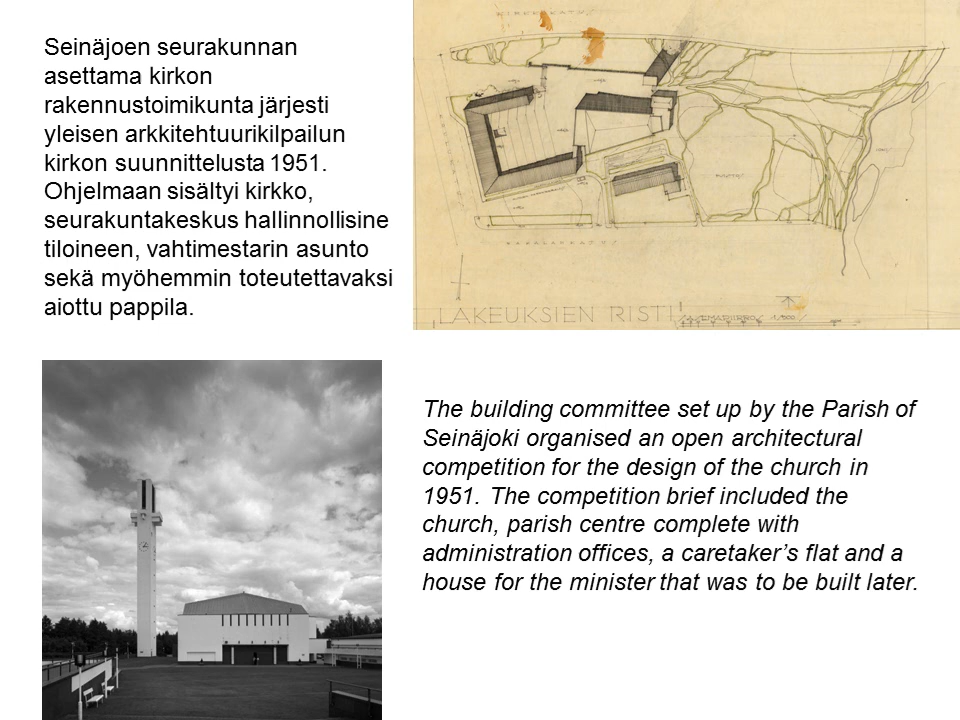 Seinäjoen seurakunnan
asettama kirkon
rakennustoimikunta järjesti
yleisen arkkitehtuurikilpailun
kirkon suunnittelusta 1951.
Ohjelmaan sisältyi kirkko,
seurakuntakeskus hallinnollisine
tiloineen, vahtimestarin asunto
sekä myöhemmin toteutettavaksi
aiottu pappila.
LAKEUKSIEN RISTI
The building committee set up by the Parish of
Seinäjoki organised an open architectural
competition for the design of the church in
1951. The competition brief included the
church, parish centre complete with
administration offices, a caretaker’s flat and a
house for the minister that was to be built later.